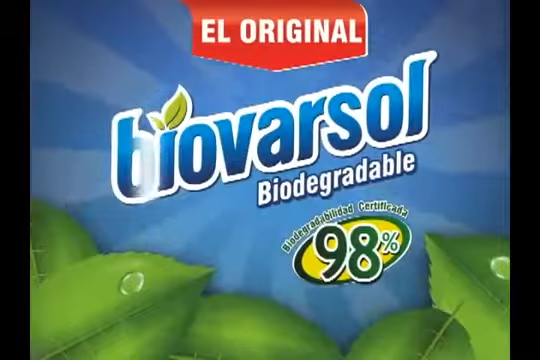 EL ORIGINAL
biovarsol
Biodegradable
Biodegradabilidad Certificada
98%